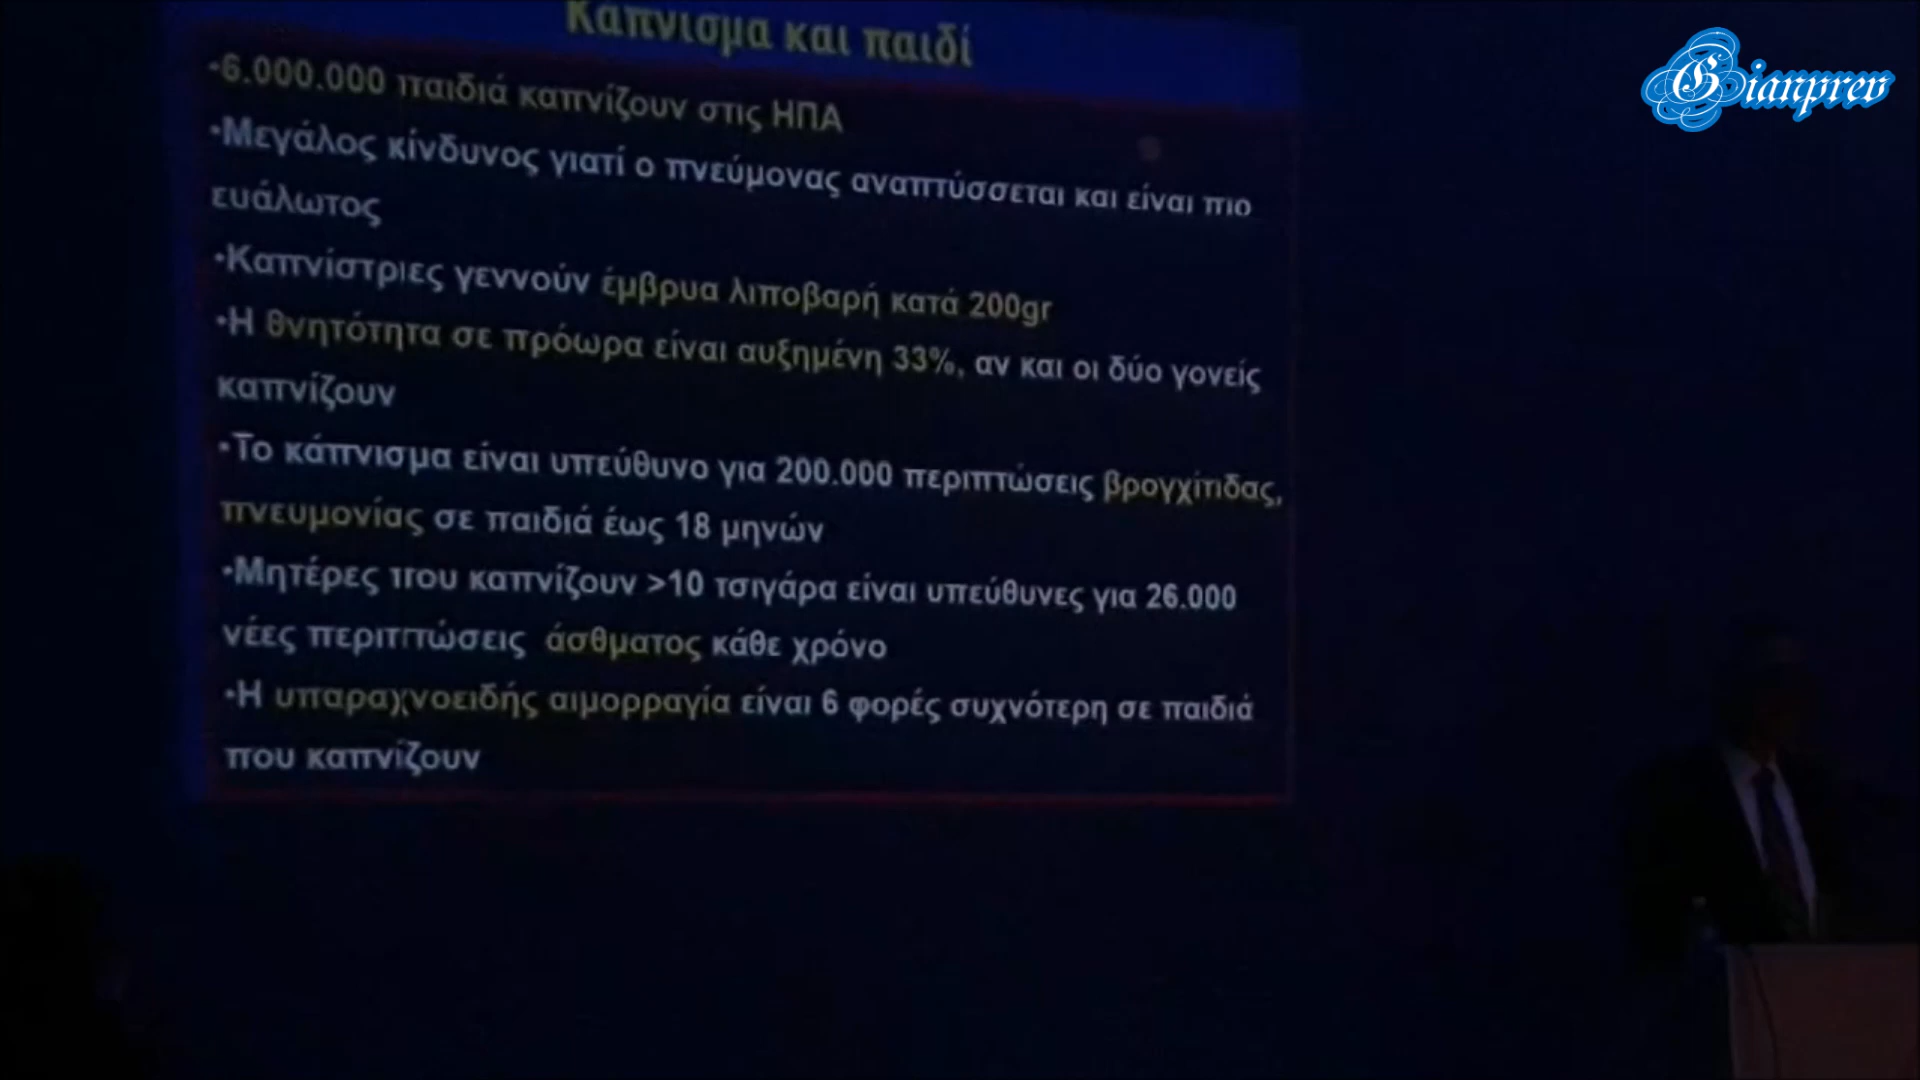 Κάπνισμα και παιδί
Gianprev
•6.000.000 παιδιά καπνίζουν στις ΗΠΑ
•Μεγάλος κίνδυνος γιατί ο πνεύμονας αναπτύσσεται και είναι πιο
ευάλωτος
•Καπνίστριες γεννούν έμβρυα λιποβαρή κατά 200gr
•Η θνητότητα σε πρόωρα είναι αυξημένη 33%, αν και οι δύο γονείς
καπνίζουν
•Το κάπνισμα είναι υπεύθυνο για 200.000 περιπτώσεις βρογχίτιδας,
πνευμονίας σε παιδιά έως 18 μηνών
•Μητέρες που καπνίζουν >10 τσιγάρα είναι υπεύθυνες για 26.000
νέες περιπτώσεις άσθματος κάθε χρόνο
•Η υπαραχνοειδής αιμορραγία είναι 6 φορές συχνότερη σε παιδιά
που καπνίζουν